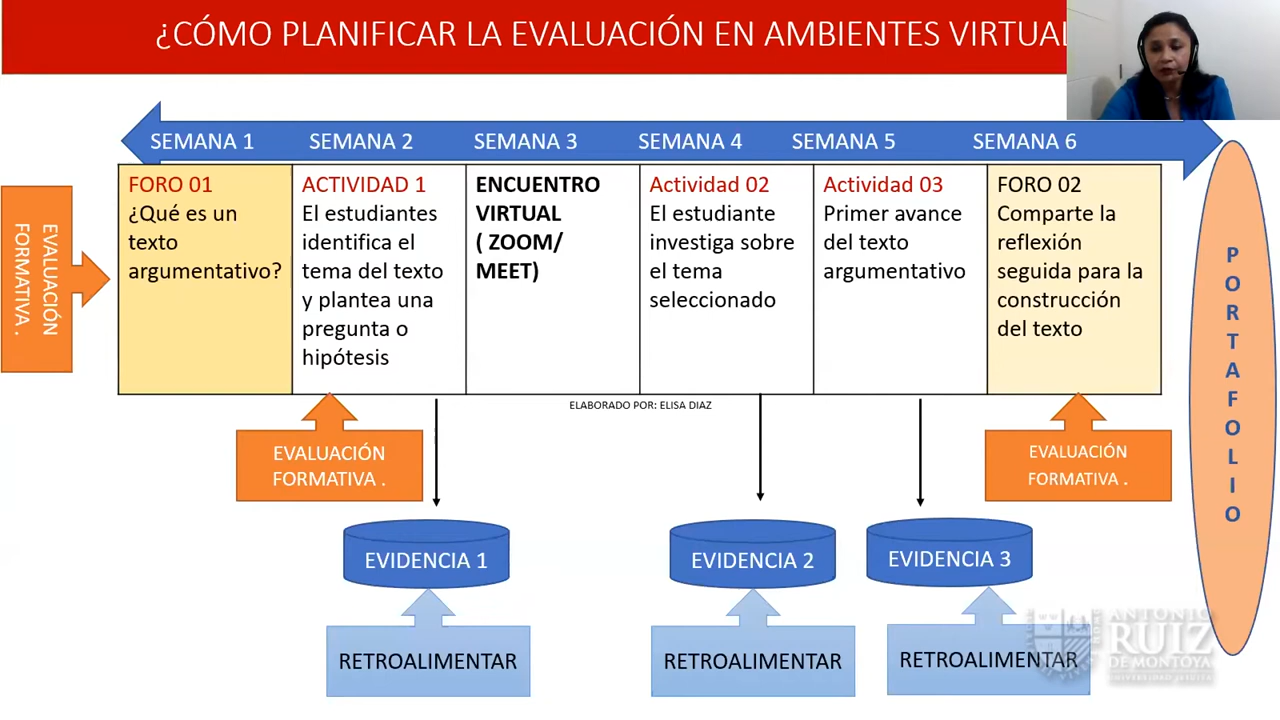 ¿CÓMO PLANIFICAR LA EVALUACIÓN EN AMBIENTES
SEMANA 1
SEMANA 2
SEMANA 3
SEMANA 4
SEMANA 5
SEMANA 6
EVALUACIÓN
FORMATIVA .
FORO 01
¿Qué es un
texto
argumentativo?
ACTIVIDAD 1
El estudiantes
identifica el
tema del texto
y plantea una
pregunta o
hipótesis
ENCUENTRO
VIRTUAL
( ZOOM/
MEET)
Actividad 02
El estudiante
investiga sobre
el tema
seleccionado
Actividad 03
Primer avance
del texto
argumentativo
FORO 02
Comparte la
reflexión
seguida para la
construcción
del texto
PORTAFOLIO
ELABORADO POR: ELISA DIAZ
EVALUACIÓN
FORMATIVA .
EVALUACIÓN
FORMATIVA .
EVIDENCIA 1
EVIDENCIA 2
EVIDENCIA 3
RETROALIMENTAR
RETROALIMENTAR
RETROALIMENTAR
ANTONIO
RUIZ
DE MONTOYA
UNIVERSIDAD JESUITA